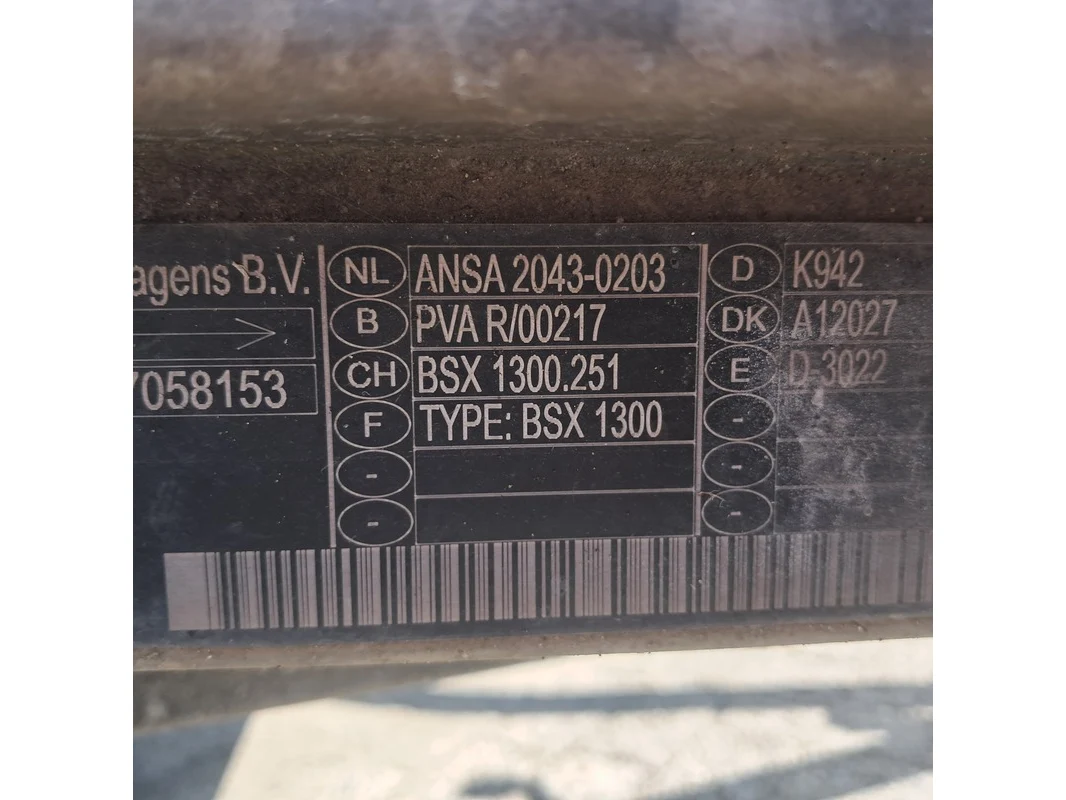 agens B.V.
7058153
NL ANSA 2043-0203
B PVA R/00217
CH BSX 1300.251
F TYPE: BSX 1300
-
-
D K942
DK A12027
E D-3022
-
-
-